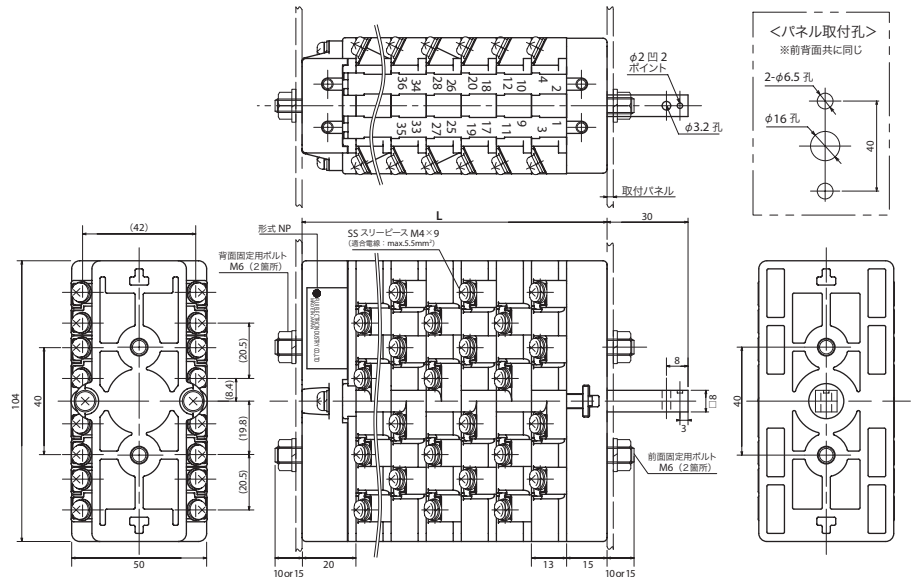 <パネル取付孔>
※前背面共に同じ
2-φ6.5 孔
φ16 孔
40
φ2 凹 2
ポイント
φ3.2 孔
取付パネル
36 34 28 26 20 18 12 10 4 2
35 33 27 25 19 17 11 9 3 1
L
30
(42)
形式 NP
SS スリーピース M4×9
(適合電線：max.5.5mm²)
背面固定用ボルト
M6（2箇所）
104
40
(20.5)
(8.4)
(19.8)
(20.5)
50
8
□8
3
前面固定用ボルト
M6（2箇所）
40
10 or 15
20
13
15
10 or 15